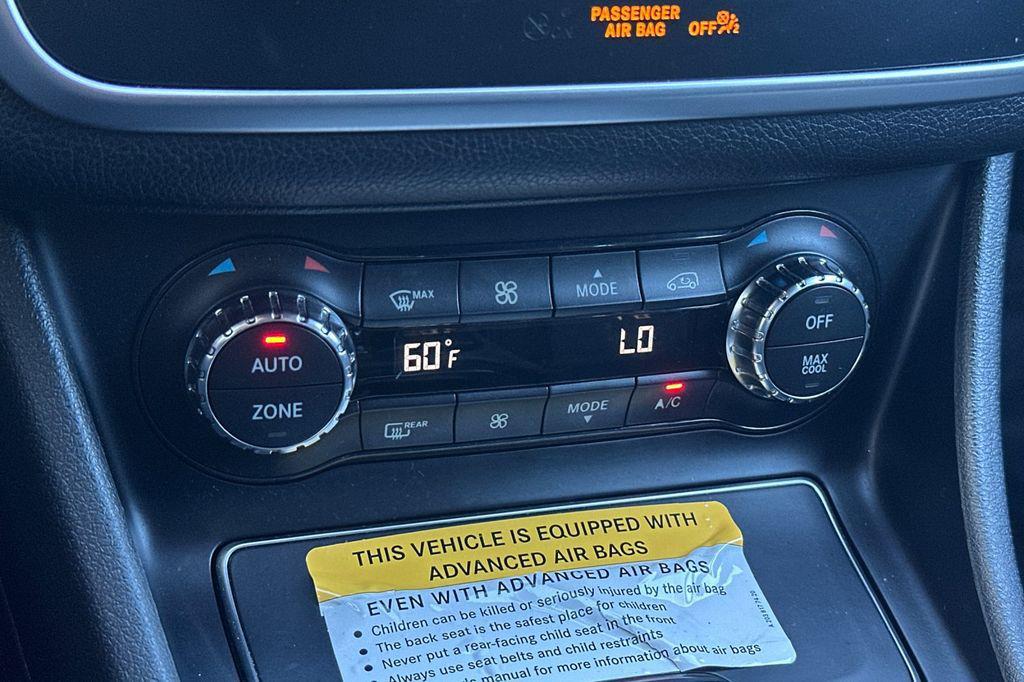 PASSENGER
AIR BAG OFF 2
MAX
MODE
OFF
MAX
COOL
AUTO
ZONE
60°F
LO
REAR
MODE
A/C
THIS VEHICLE IS EQUIPPED WITH
ADVANCED AIR BAGS
EVEN WITH ADVANCED AIR BAGS
• Children can be killed or seriously injured by the air bag
• The back seat is the safest place for children
• Never put a rear-facing child seat in the front
• Always use seat belts and child restraints
manual for more information about air bags